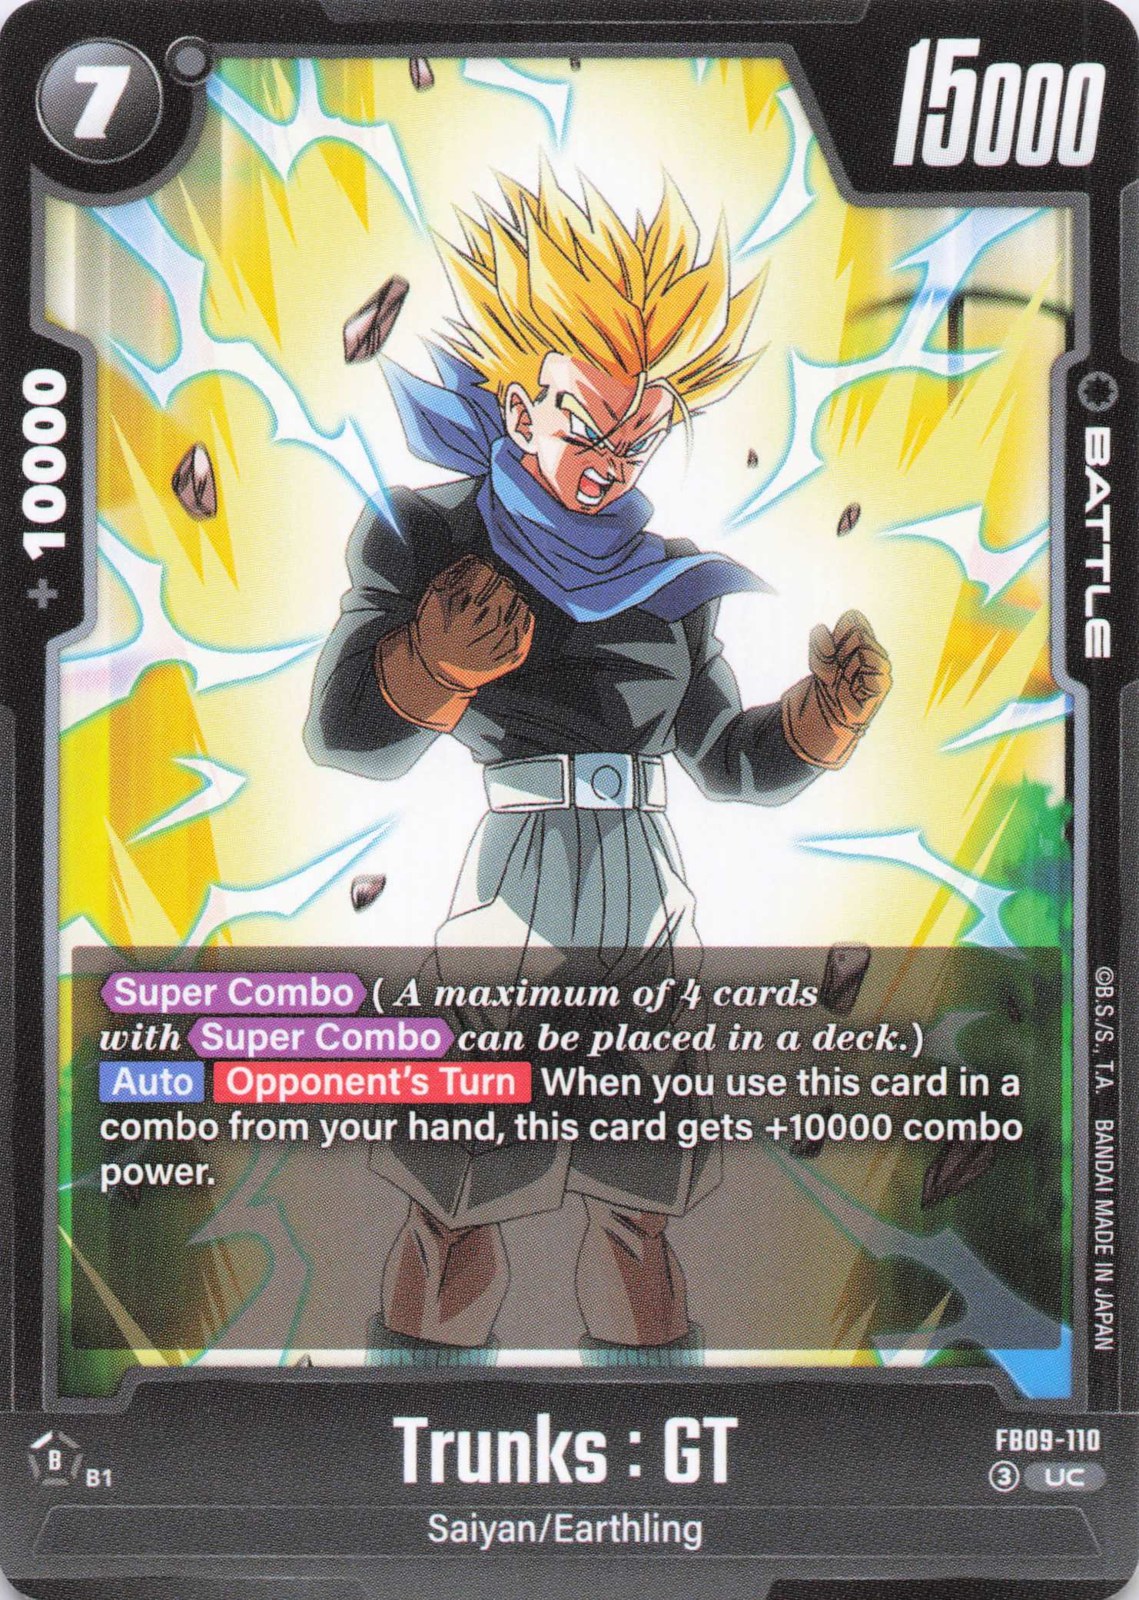 7
15000
+ 10000
BATTLE
Super Combo ( A maximum of 4 cards
with Super Combo can be placed in a deck.)
Auto Opponent's Turn When you use this card in a
combo from your hand, this card gets +10000 combo
power.
©B.S./S., T.A. BANDAI MADE IN JAPAN
B B1
Trunks : GT
FB09-110
3 UC
Saiyan/Earthling